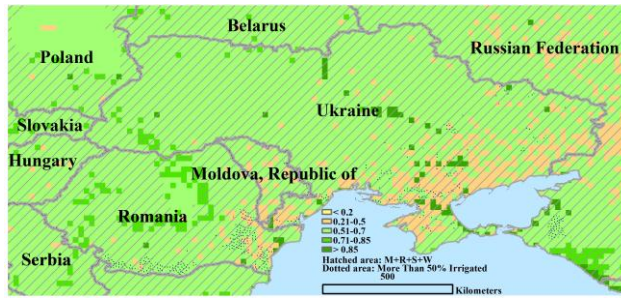 Belarus
Poland
Russian Federation
Ukraine
Slovakia
Hungary
Moldova, Republic of
Romania
Serbia
< 0.2
0.21-0.5
0.51-0.7
0.71-0.85
> 0.85
Hatched area: M+R+S+W
Dotted area: More Than 50% Irrigated
500
Kilometers